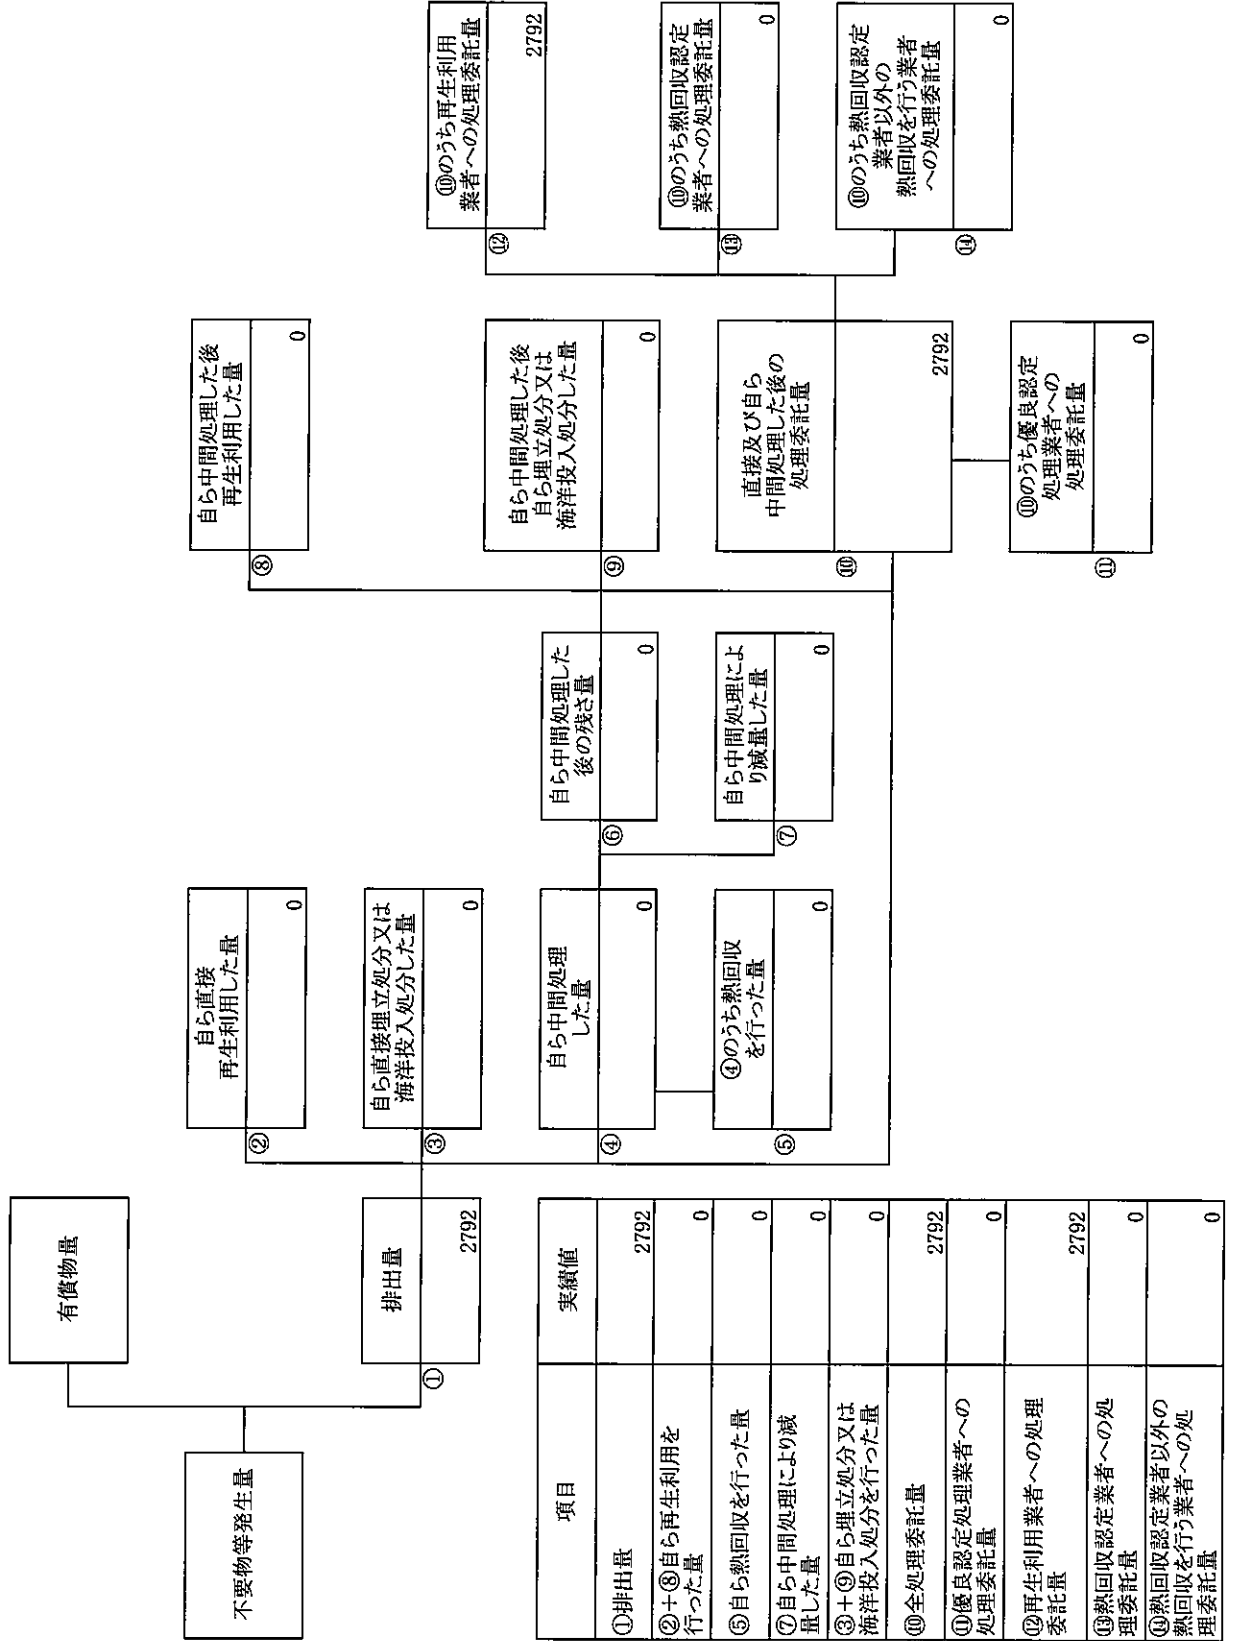 不要物等発生量
有償物量
①
排出量
2792
②
自ら直接
再生利用した量
0
③
自ら直接埋立処分又は
海洋投入処分した量
0
④
自ら中間処理
した量
0
⑤
④のうち熱回収
を行った量
0
⑥
自ら中間処理した
後の残さ量
0
⑦
自ら中間処理によ
り減量した量
0
⑧
自ら中間処理した後
再生利用した量
0
⑨
自ら中間処理した後
自ら埋立処分又は
海洋投入処分した量
0
⑩
直接及び自ら
中間処理した後の
処理委託量
2792
⑪
⑩のうち優良認定
処理業者への
処理委託量
0
⑫
⑩のうち再生利用
業者への処理委託量
2792
⑬
⑩のうち熱回収認定
業者への処理委託量
0
⑭
⑩のうち熱回収認定
業者以外の
熱回収を行う業者
への処理委託量
0
項目 実績値
①排出量 2792
②+⑧自ら再生利用を
行った量 0
⑤自ら熱回収を行った量 0
⑦自ら中間処理により減
量した量 0
③+⑨自ら埋立処分又は
海洋投入処分を行った量 0
⑩全処理委託量 2792
⑪優良認定処理業者への
処理委託量 0
⑫再生利用業者への処理
委託量 2792
⑬熱回収認定業者への処
理委託量 0
⑭熱回収認定業者以外の
熱回収を行う業者への処
理委託量 0